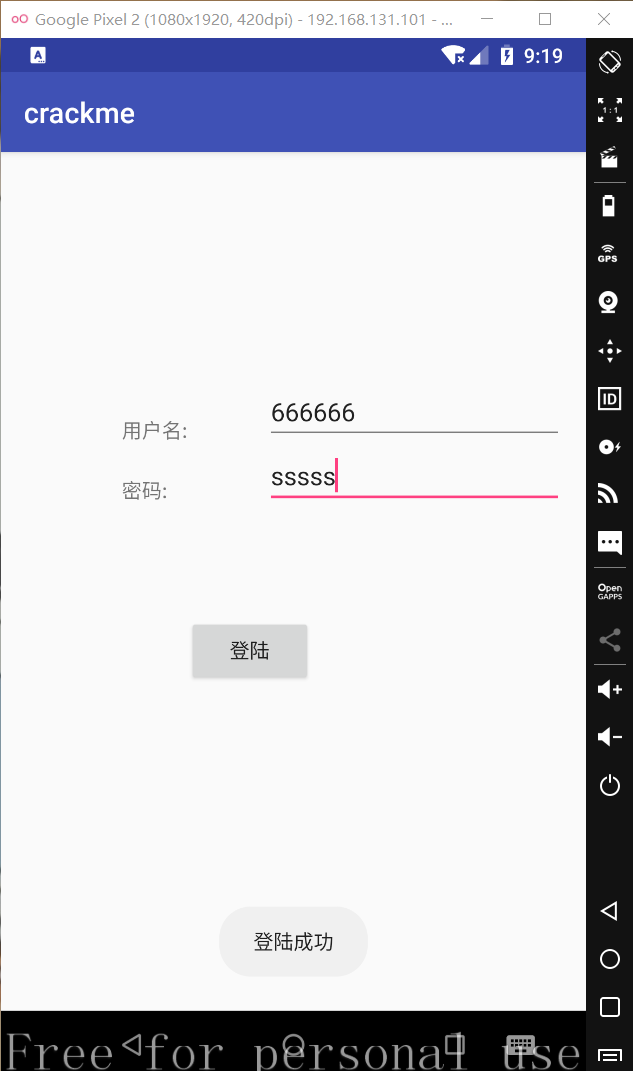 Google Pixel 2 (1080x1920, 420dpi) - 192.168.131.101 - ...
A
9:19
crackme
1 : 1
GPS
用户名:
666666
ID
密码:
sssss
Open
GAPPS
登陆
登陆成功
Free for personal use